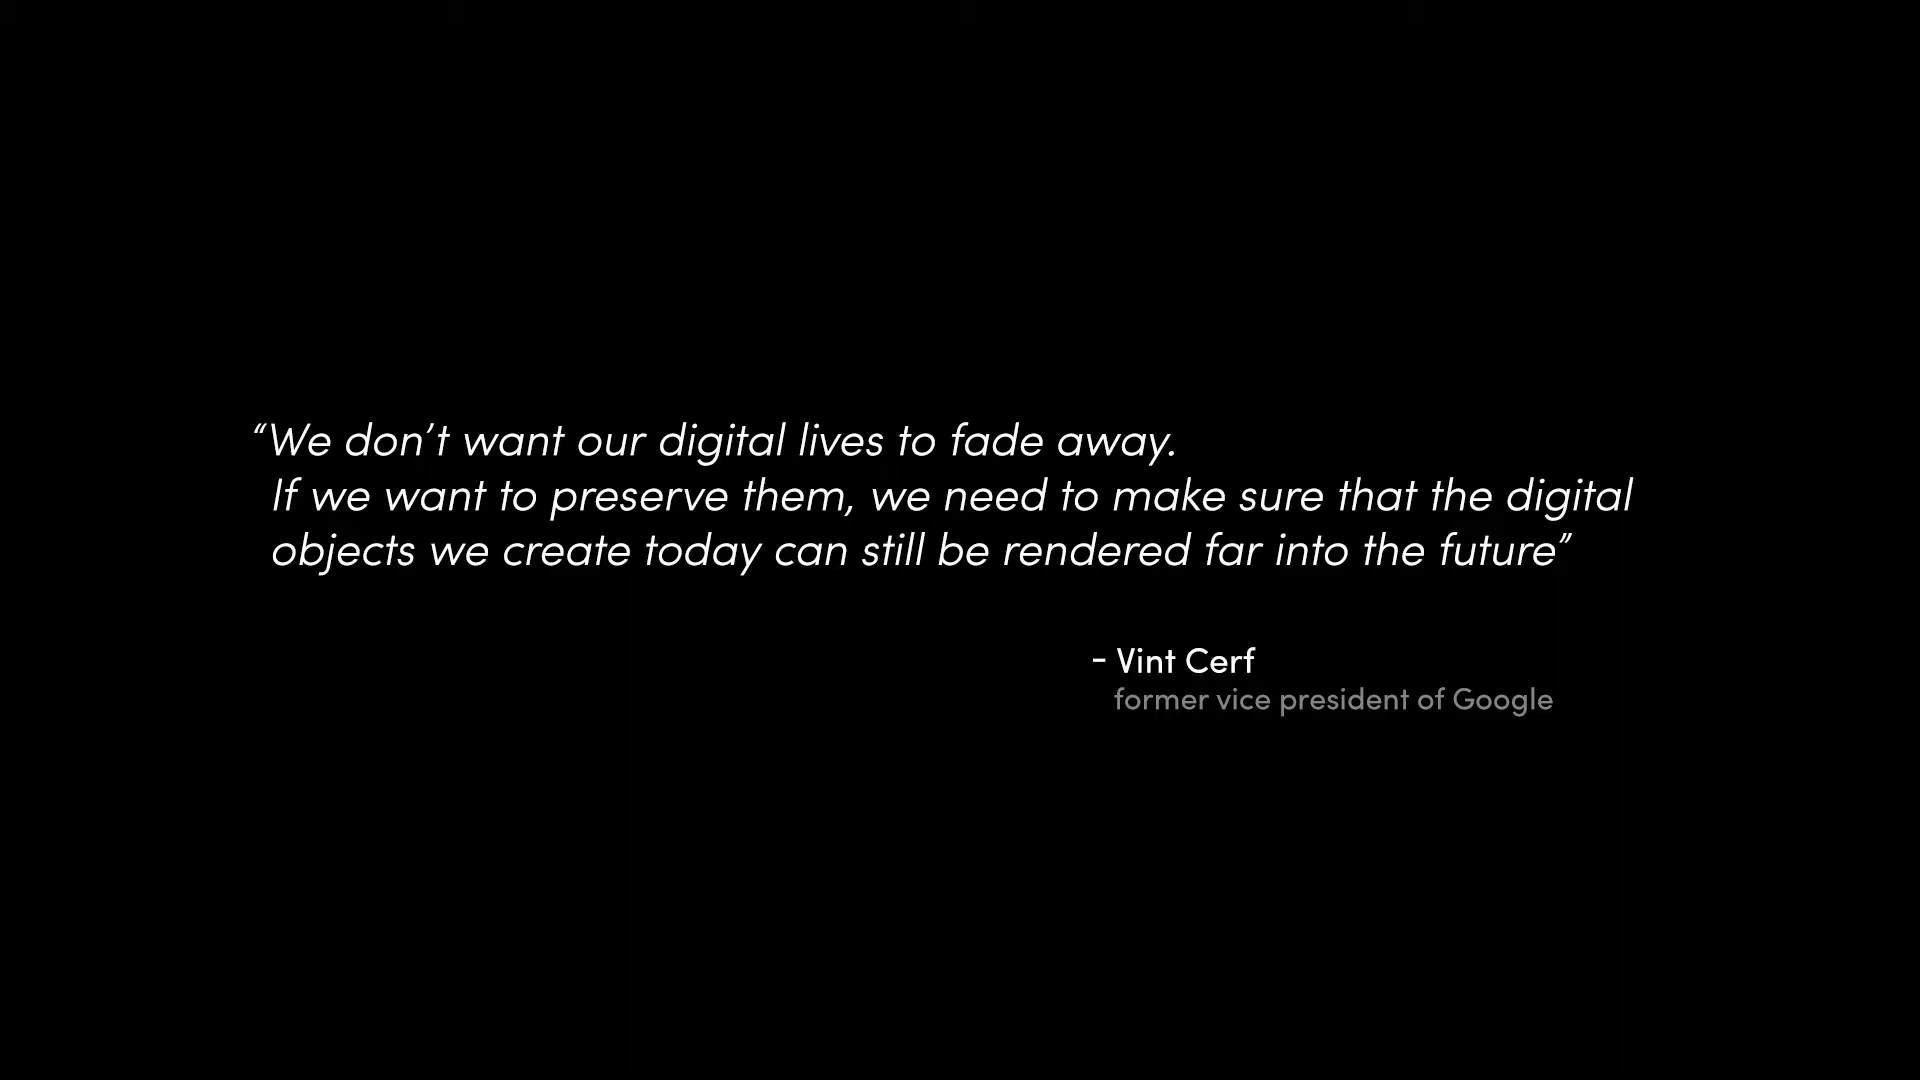 “We don’t want our digital lives to fade away.
If we want to preserve them, we need to make sure that the digital
objects we create today can still be rendered far into the future”
- Vint Cerf
former vice president of Google